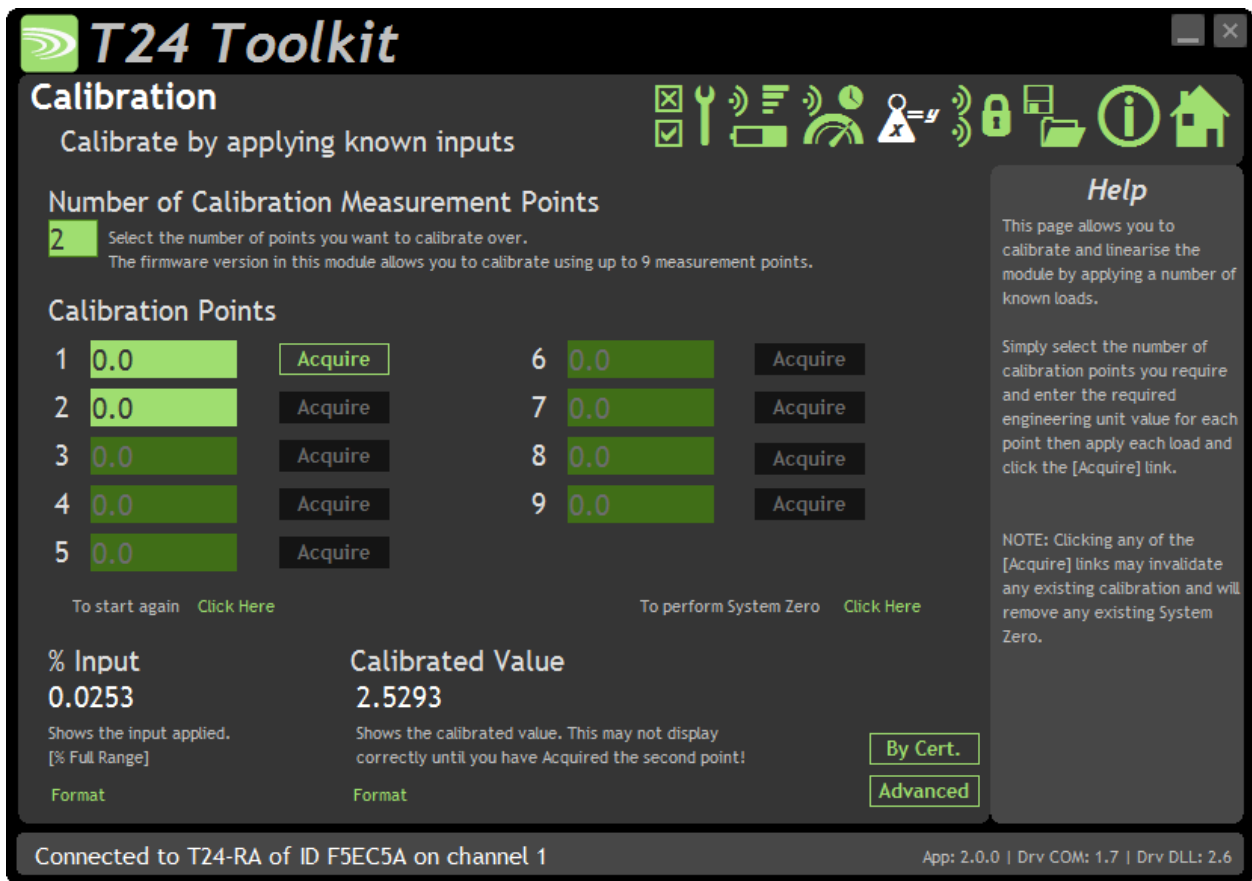 T24 Toolkit
Calibration
Calibrate by applying known inputs
x=y
Number of Calibration Measurement Points
2
Select the number of points you want to calibrate over.
The firmware version in this module allows you to calibrate using up to 9 measurement points.
Calibration Points
1 0.0 Acquire 6 0.0 Acquire
2 0.0 Acquire 7 0.0 Acquire
3 0.0 Acquire 8 0.0 Acquire
4 0.0 Acquire 9 0.0 Acquire
5 0.0 Acquire
To start again Click Here To perform System Zero Click Here
% Input
0.0253
Shows the input applied.
[% Full Range]
Format
Calibrated Value
2.5293
Shows the calibrated value. This may not display
correctly until you have Acquired the second point!
Format
By Cert.
Advanced
Help
This page allows you to
calibrate and linearise the
module by applying a number of
known loads.
Simply select the number of
calibration points you require
and enter the required
engineering unit value for each
point then apply each load and
click the [Acquire] link.
NOTE: Clicking any of the
[Acquire] links may invalidate
any existing calibration and will
remove any existing System
Zero.
Connected to T24-RA of ID F5EC5A on channel 1
App: 2.0.0 | Drv COM: 1.7 | Drv DLL: 2.6